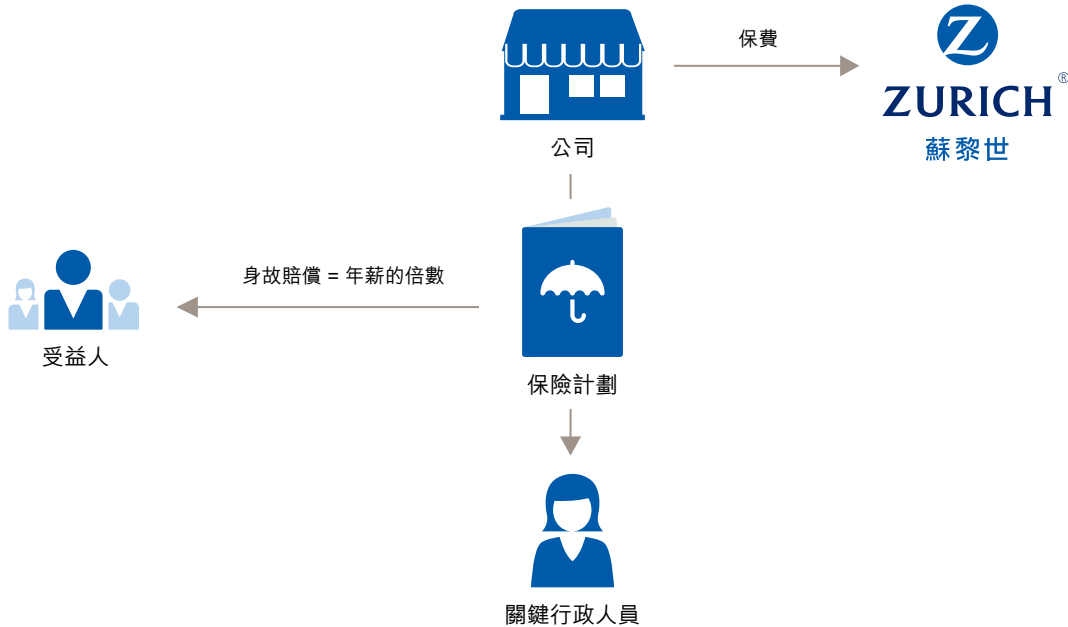 保費
Z
ZURICH®
蘇黎世
公司
身故賠償 = 年薪的倍數
受益人
保險計劃
關鍵行政人員